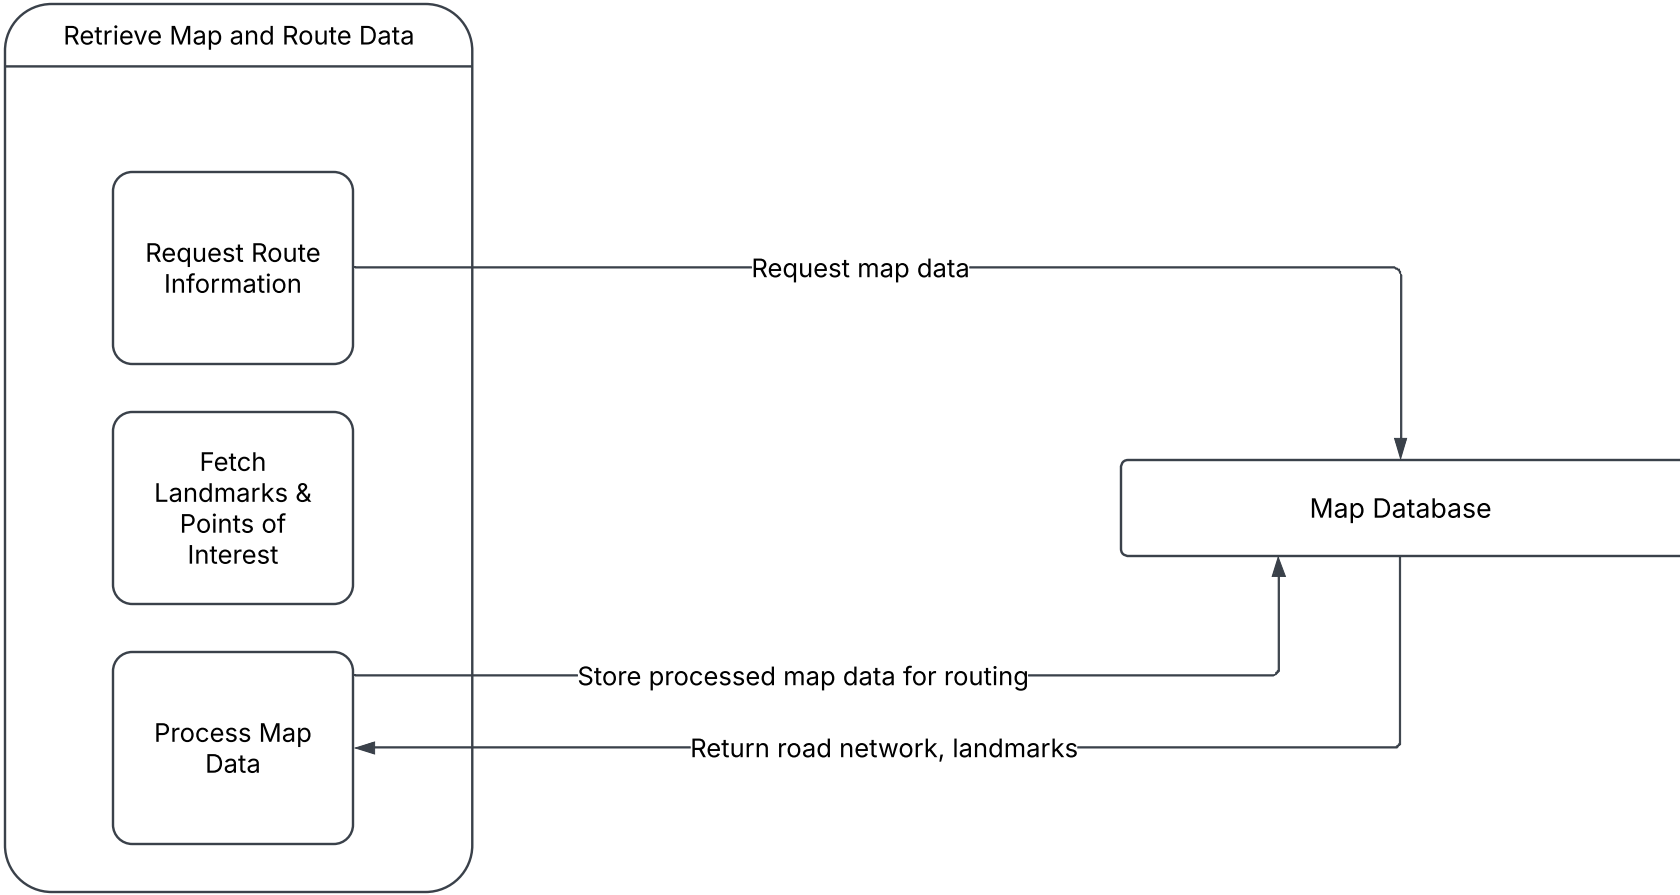 Retrieve Map and Route Data
Request Route
Information
Request map data
Fetch
Landmarks &
Points of
Interest
Map Database
Store processed map data for routing
Process Map
Data
Return road network, landmarks